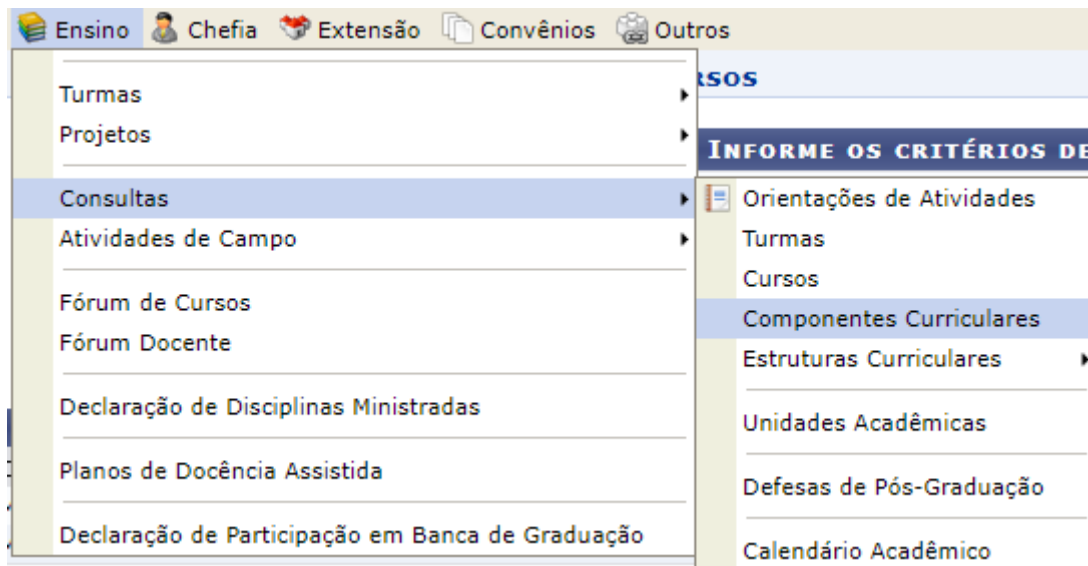 Ensino Chefia Extensão Convênios Outros
RSOS
Turmas
Projetos
INFORME OS CRITÉRIOS DE
Consultas
Orientações de Atividades
Atividades de Campo
Turmas
Cursos
Fórum de Cursos
Componentes Curriculares
Fórum Docente
Estruturas Curriculares
Declaração de Disciplinas Ministradas
Unidades Acadêmicas
Planos de Docência Assistida
Defesas de Pós-Graduação
Declaração de Participação em Banca de Graduação
Calendário Acadêmico